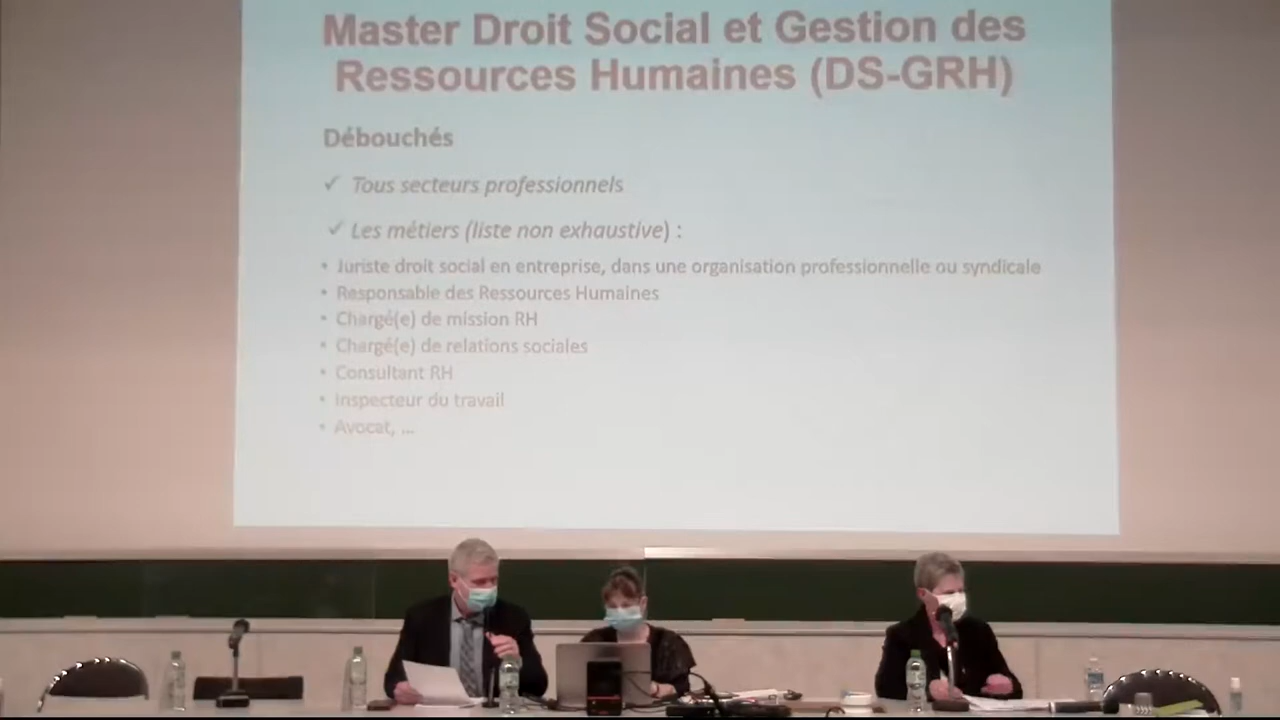 Master Droit Social et Gestion des
Ressources Humaines (DS-GRH)
Débouchés
✓ Tous secteurs professionnels
✓ Les métiers (liste non exhaustive) :
• Juriste droit social en entreprise, dans une organisation professionnelle ou syndicale
• Responsable des Ressources Humaines
• Chargé(e) de mission RH
• Chargé(e) de relations sociales
• Consultant RH
• Inspecteur du travail
• Avocat, ...